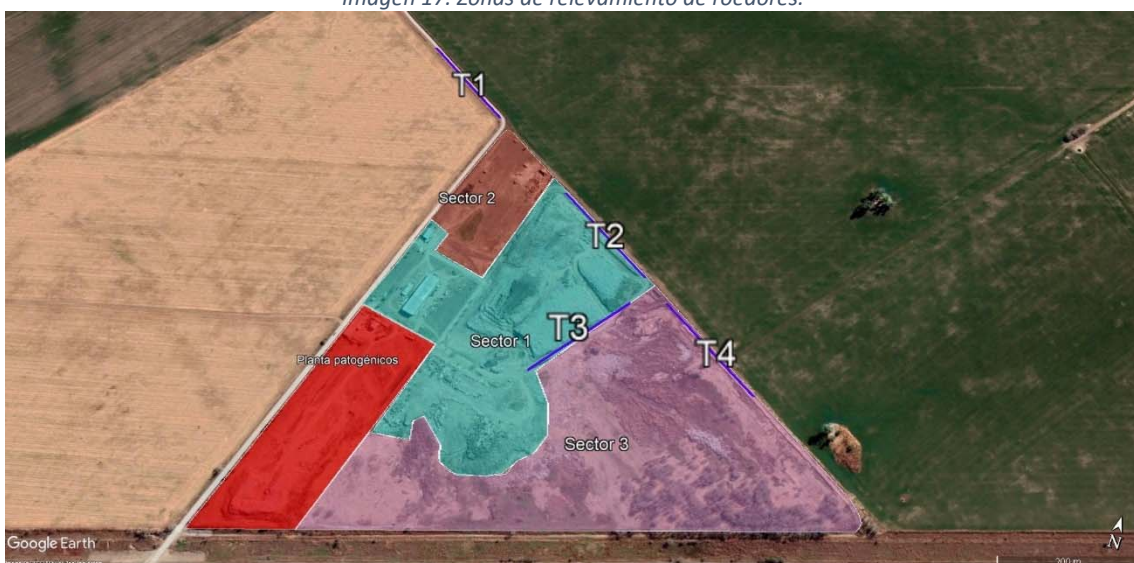 Imagen 17. Zonas de relevamiento de roedores.
T1
Sector 2
T2
T3
Sector 1
T4
Planta patogénicos
Sector 3
Google Earth
N
200 m